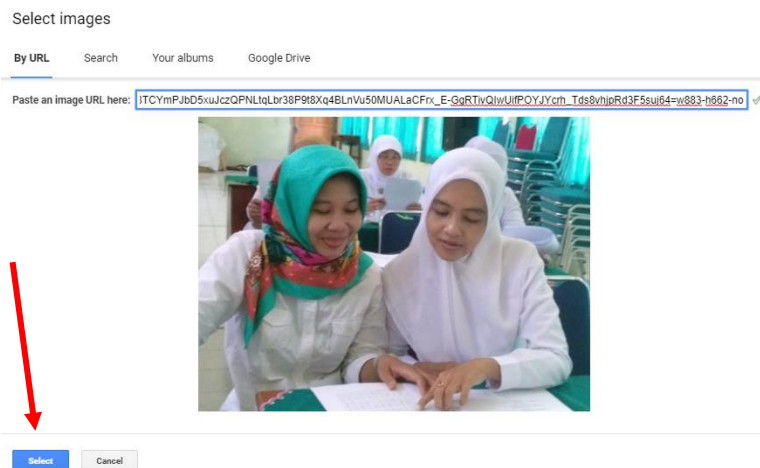 Select images
By URL Search Your albums Google Drive
Paste an image URL here: TCYmPJbD5xuJczQPNLtqLbr38P9t8Xq4BLnVu50MUALaCFrx_E-GgRTivQIwUifPOYJYcrh_Tds8vhjpRd3F5suj64=w883-h662-no
Select Cancel